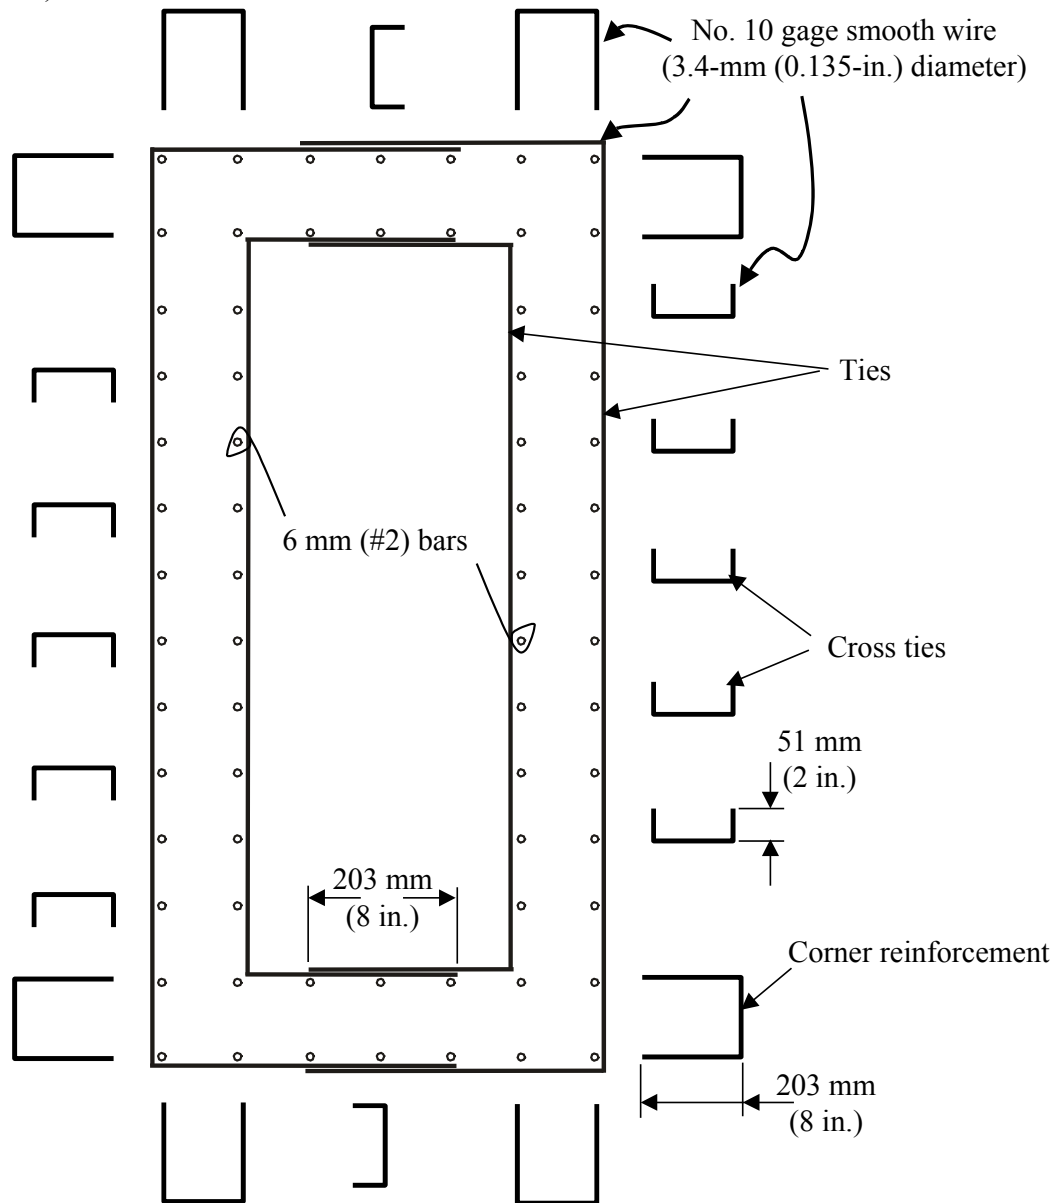 No. 10 gage smooth wire
(3.4-mm (0.135-in.) diameter)
Ties
6 mm (#2) bars
Cross ties
51 mm
(2 in.)
203 mm
(8 in.)
Corner reinforcement
203 mm
(8 in.)